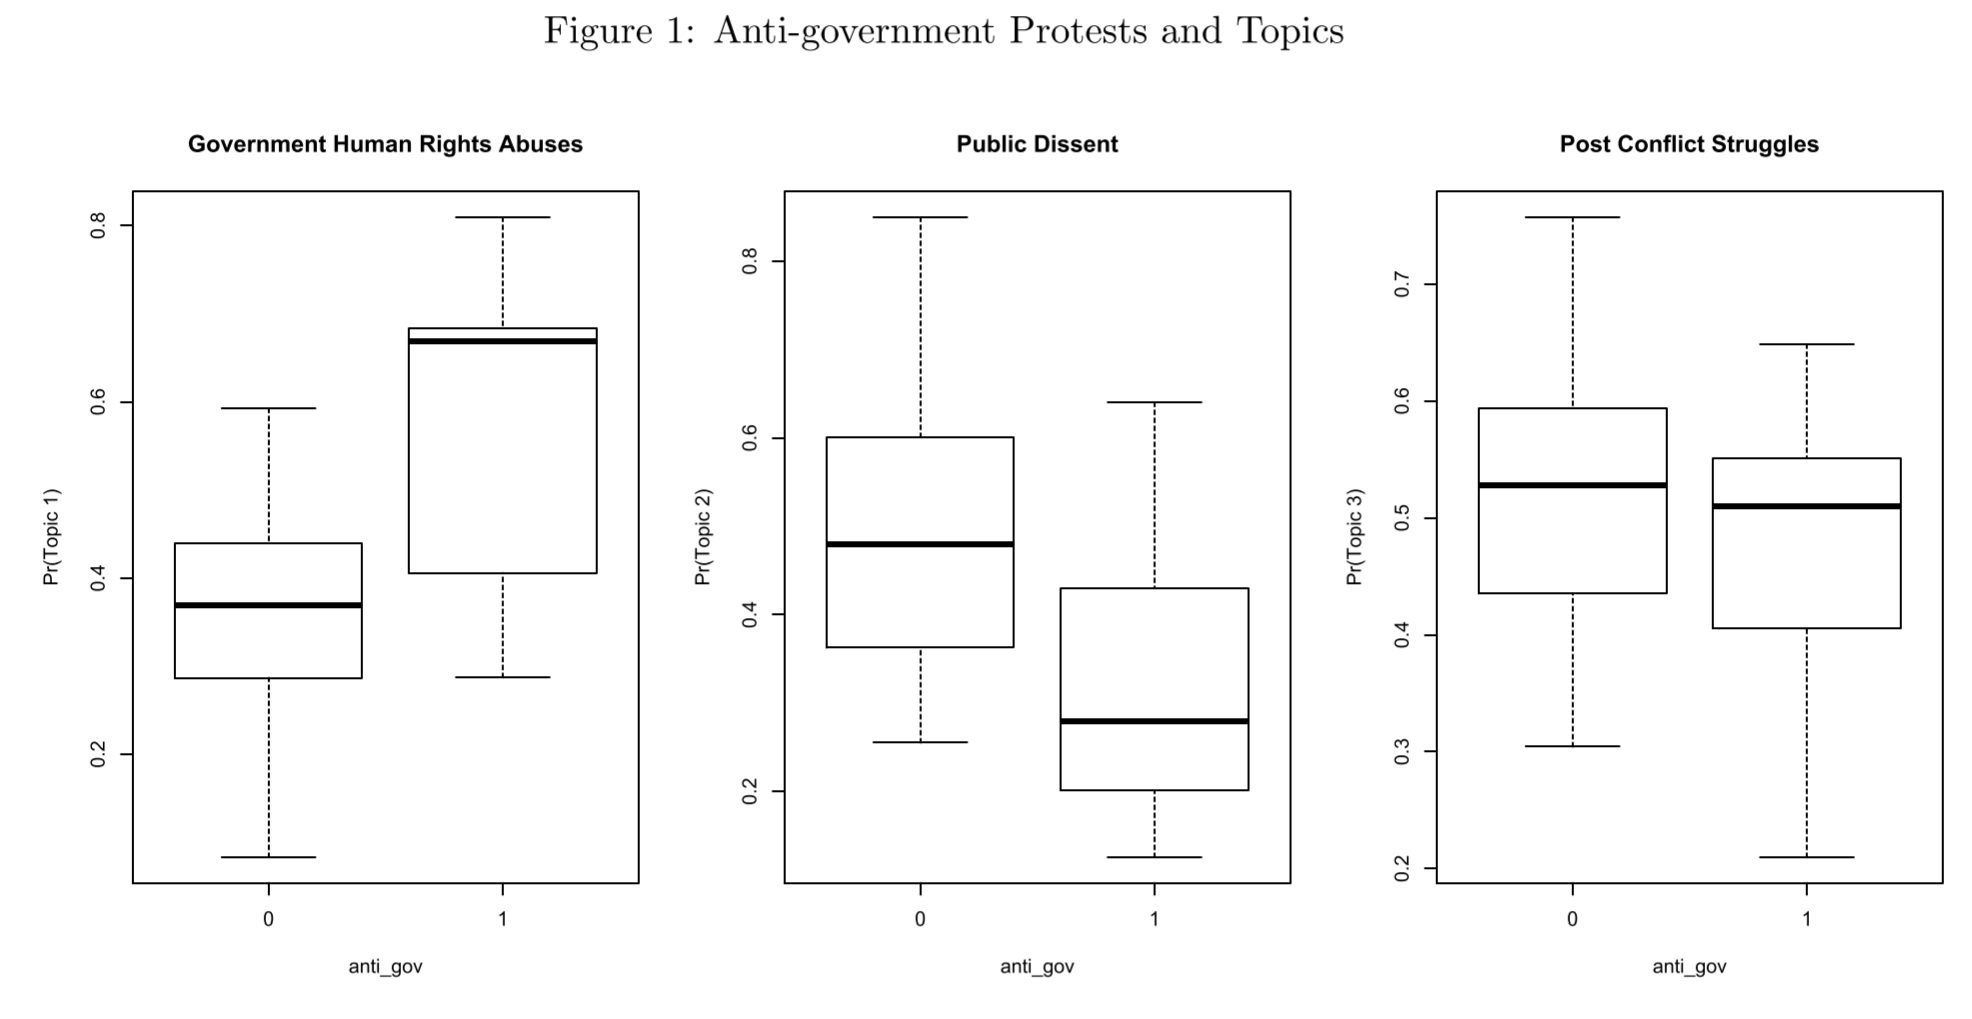 Figure 1: Anti-government Protests and Topics
Government Human Rights Abuses
Pr(Topic 1)
0.8
0.6
0.4
0.2
0 1
anti_gov
Public Dissent
Pr(Topic 2)
0.8
0.6
0.4
0.2
0 1
anti_gov
Post Conflict Struggles
Pr(Topic 3)
0.7
0.6
0.5
0.4
0.3
0.2
0 1
anti_gov